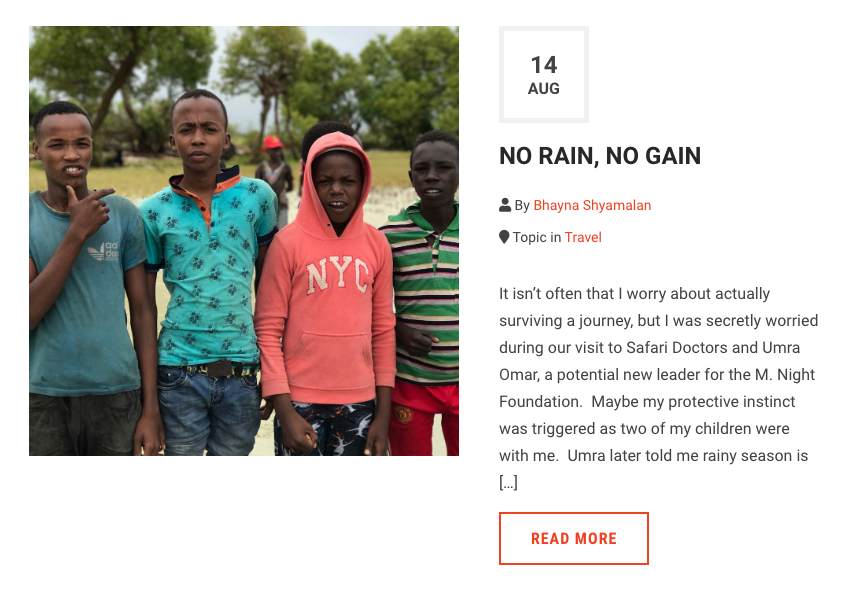 14
AUG
NO RAIN, NO GAIN
By Bhayna Shyamalan
Topic in Travel
It isn’t often that I worry about actually
surviving a journey, but I was secretly worried
during our visit to Safari Doctors and Umra
Omar, a potential new leader for the M. Night
Foundation.  Maybe my protective instinct
was triggered as two of my children were
with me.  Umra later told me rainy season is
[…]
READ MORE
NYC